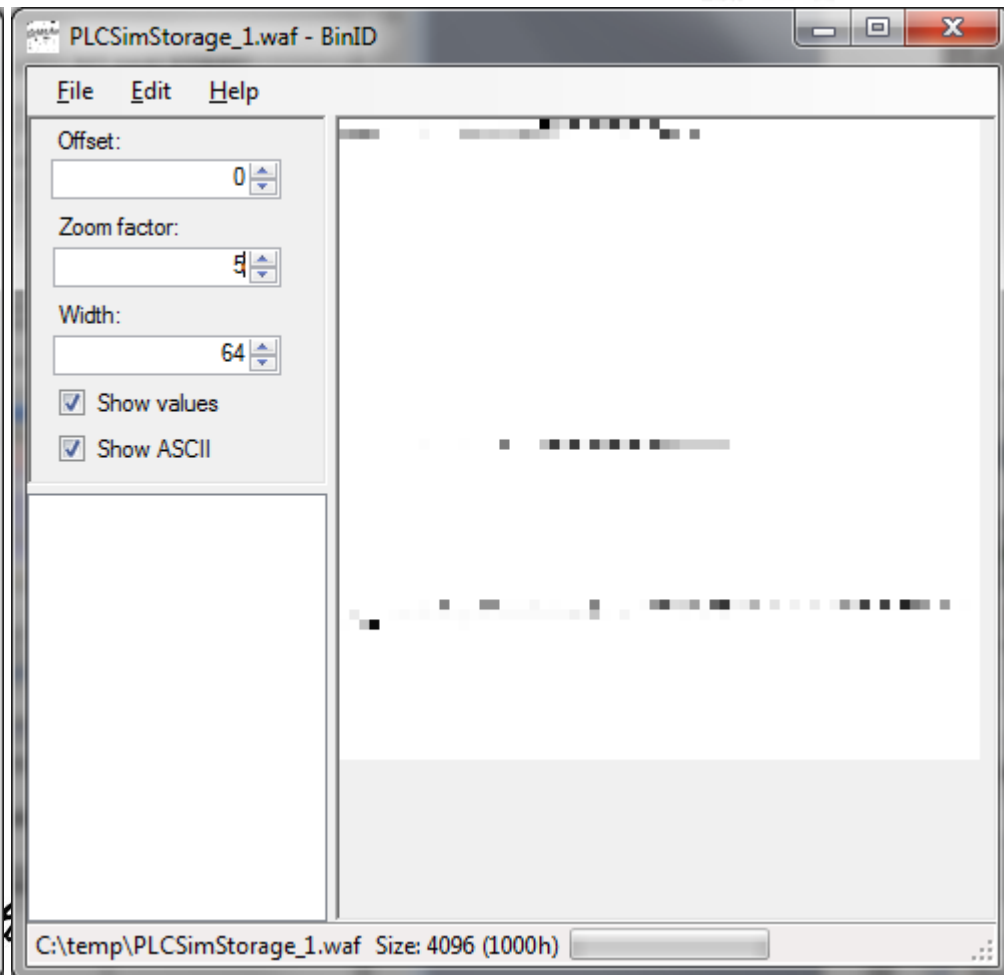 PLCSimStorage_1.waf - BinID
File Edit Help
Offset:
0
Zoom factor:
5
Width:
64
Show values
Show ASCII
C:\temp\PLCSimStorage_1.waf Size: 4096 (1000h)